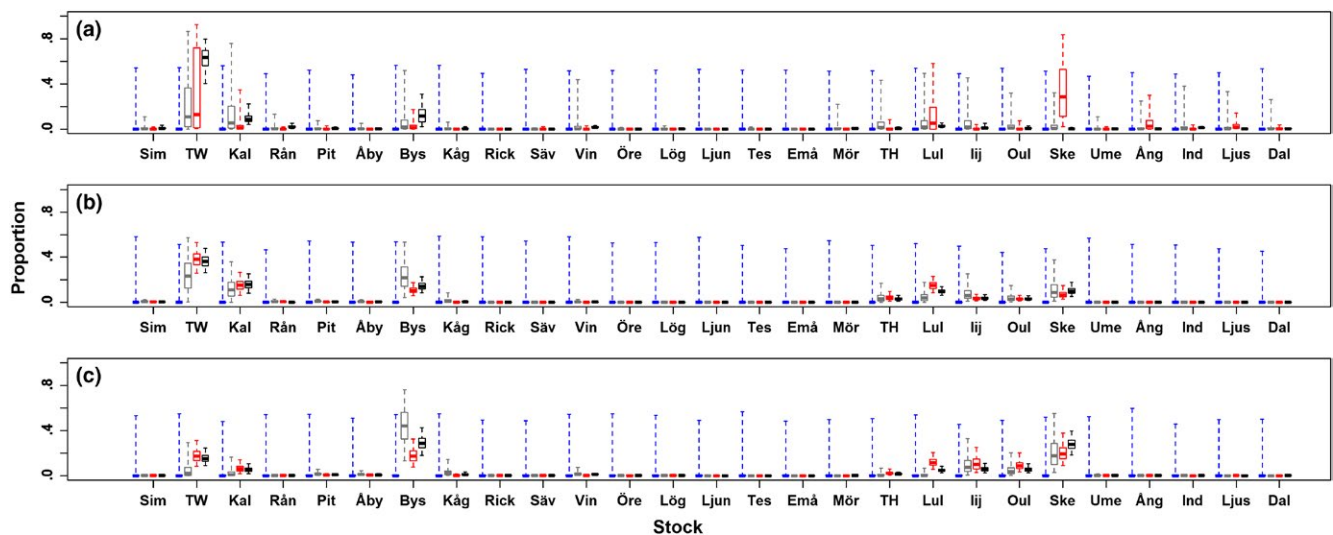 (a)
.8
.4
.0
Sim TW Kal Rån Pit Åby Bys Kåg Rick Säv Vin Öre Lög Ljun Tes Emå Mör TH Lul Iij Oul Ske Ume Ång Ind Ljus Dal
Proportion
(b)
.8
.4
.0
Sim TW Kal Rån Pit Åby Bys Kåg Rick Säv Vin Öre Lög Ljun Tes Emå Mör TH Lul Iij Oul Ske Ume Ång Ind Ljus Dal
(c)
.8
.4
.0
Sim TW Kal Rån Pit Åby Bys Kåg Rick Säv Vin Öre Lög Ljun Tes Emå Mör TH Lul Iij Oul Ske Ume Ång Ind Ljus Dal
Stock